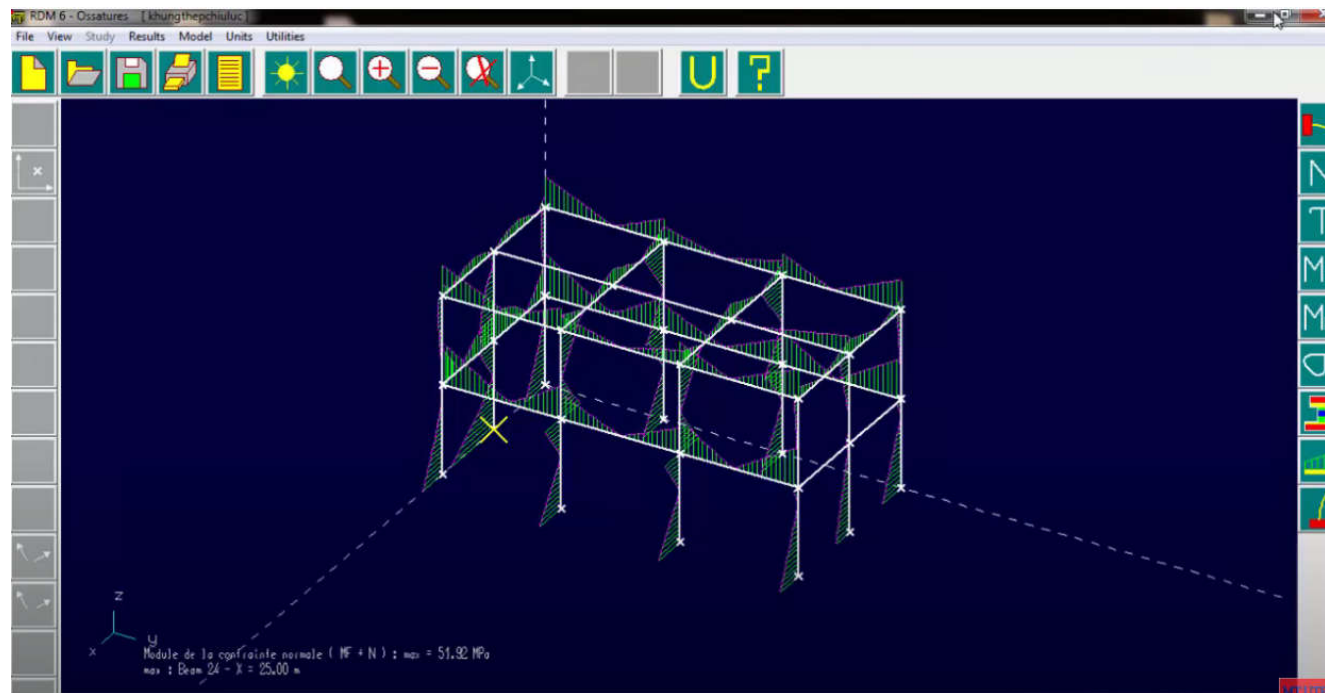 RDM 6 - Ossatures [ khungthepchiuluc ]
File View Study Results Model Units Utilities
U ?
N
T
M
M
z
y
x
Module de la contrainte normale ( MF + N ) : max = 51.92 MPa
max : Beam 24 - X = 25.00 m